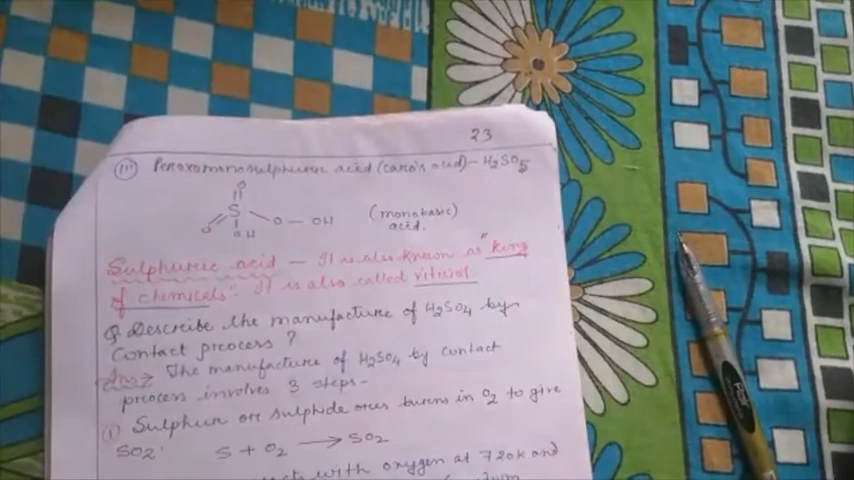 23
(iii) Peroxomonosulphuric acid (caro's acid) - H₂SO₅
O
S
O O - OH (monobasic)
OH acid.
Sulphuric acid - It is also known as "king
of chemicals". It is also called vitriol
Q Describe the manufacture of H₂SO₄ by
Contact process ?
Ans > The manufacture of H₂SO₄ by contact
process involves 3 steps -
(1) Sulphur or sulphide ores burns in O₂ to give
SO₂. S + O₂ → SO₂
with oxygen at 720K and